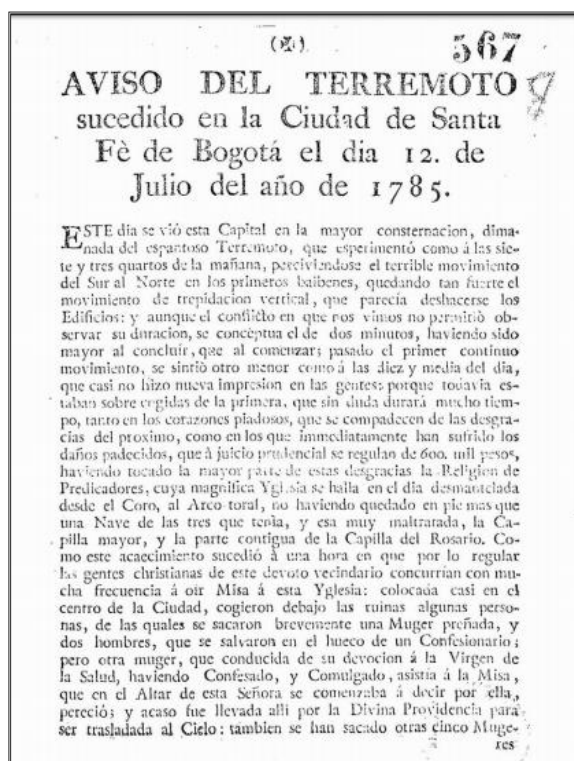 (✠)
567
AVISO DEL TERREMOTO
sucedido en la Ciudad de Santa
Fè de Bogotá el dia 12. de
Julio del año de 1785.
ESTE dia se vió esta Capital en la mayor consternacion, dima-
nada del espantoso Terremoto, que esperimentó como á las sie-
te y tres quartos de la mañana, perciviendose el terrible movimiento
del Sur al Norte en los primeros baibenes, quedando tan fuerte el
movimiento de trepidacion vertical, que parecía deshacerse los
Edificios: y aunque el conflicto en que nos vimos no permitió ob-
servar su duracion, se conceptua el de dos minutos, haviendo sido
mayor al concluir, que al comenzar; pasado el primer continuo
movimiento, se sintió otro menor como á las diez y media del dia,
que casi no hizo nueva impresion en las gentes: porque todavia es-
taban sobre cogidas de la primera, que sin duda durará mucho tiem-
po, tanto en los corazones piadosos, que se compadecen de las desgra-
cias del proximo, como en los que immediatamente han sufrido los
daños padecidos, que à juicio prudencial se regulan de 600. mil pesos,
haviendo tocado la mayor parte de estas desgracias la Religion de
Predicadores, cuya magnifica Yglesia se halla en el dia desmantelada
desde el Coro, al Arco toral, no haviendo quedado en pie mas que
una Nave de las tres que tenia, y esa muy maltratada, la Ca-
pilla mayor, y la parte contigua de la Capilla del Rosario. Co-
mo este acaecimiento sucedió à una hora en que por lo regular
las gentes christianas de este devoto vecindario concurrian con mu-
cha frecuencia á oir Misa á esta Yglesia: colocada casi en el
centro de la Ciudad, cogieron debajo las ruinas algunas perso-
nas, de las quales se sacaron brevemente una Muger preñada, y
dos hombres, que se salvaron en el hueco de un Confesionario;
pero otra muger, que conducida de su devocion á la Virgen de
la Salud, haviendo Confesado, y Comulgado, asistia á la Misa,
que en el Altar de esta Señora se comenzaba á decir por ella,
pereció; y acaso fue llevada alli por la Divina Providencia para
ser trasladada al Cielo: tambien se han sacado otras cinco Muge-
res